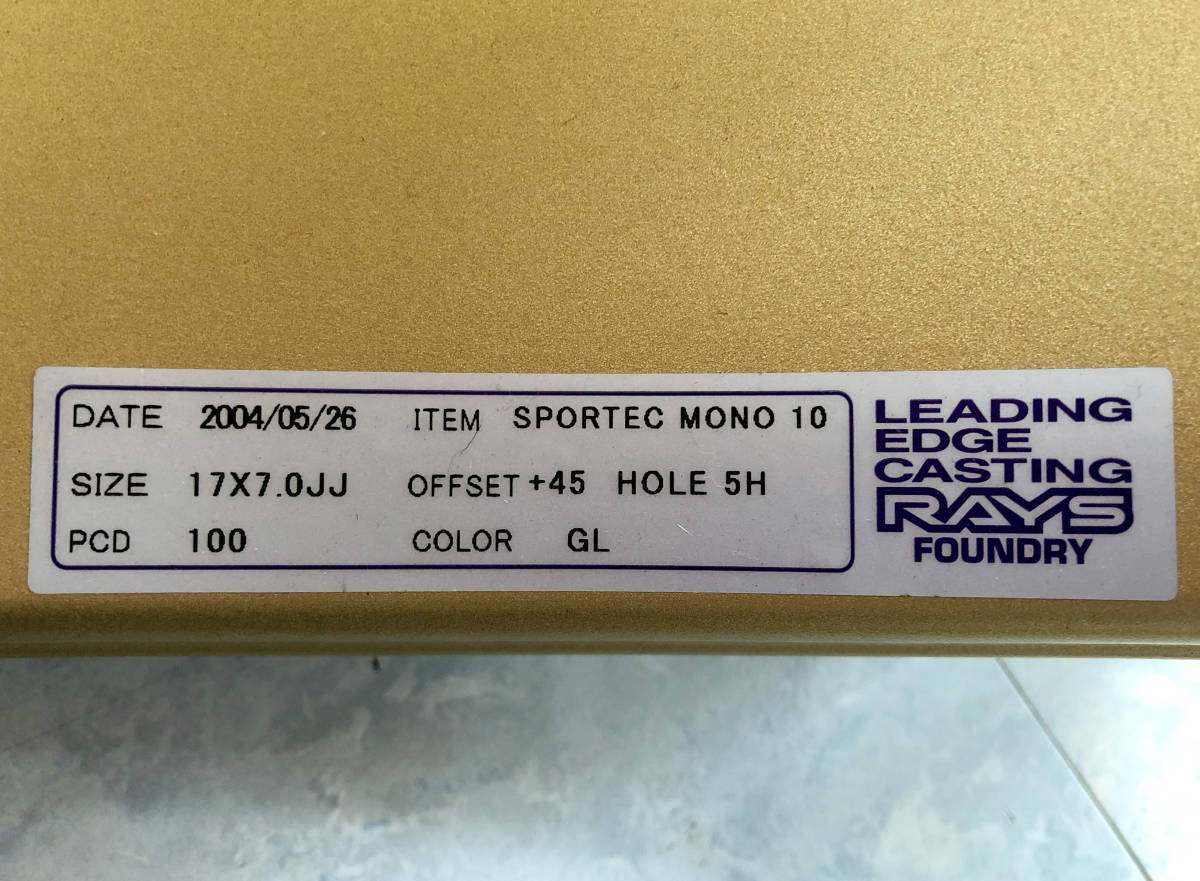 DATE 2004/05/26 ITEM SPORTEC MONO 10
SIZE 17X7.0JJ OFFSET +45 HOLE 5H
PCD 100 COLOR GL
LEADING
EDGE
CASTING
RAYS
FOUNDRY